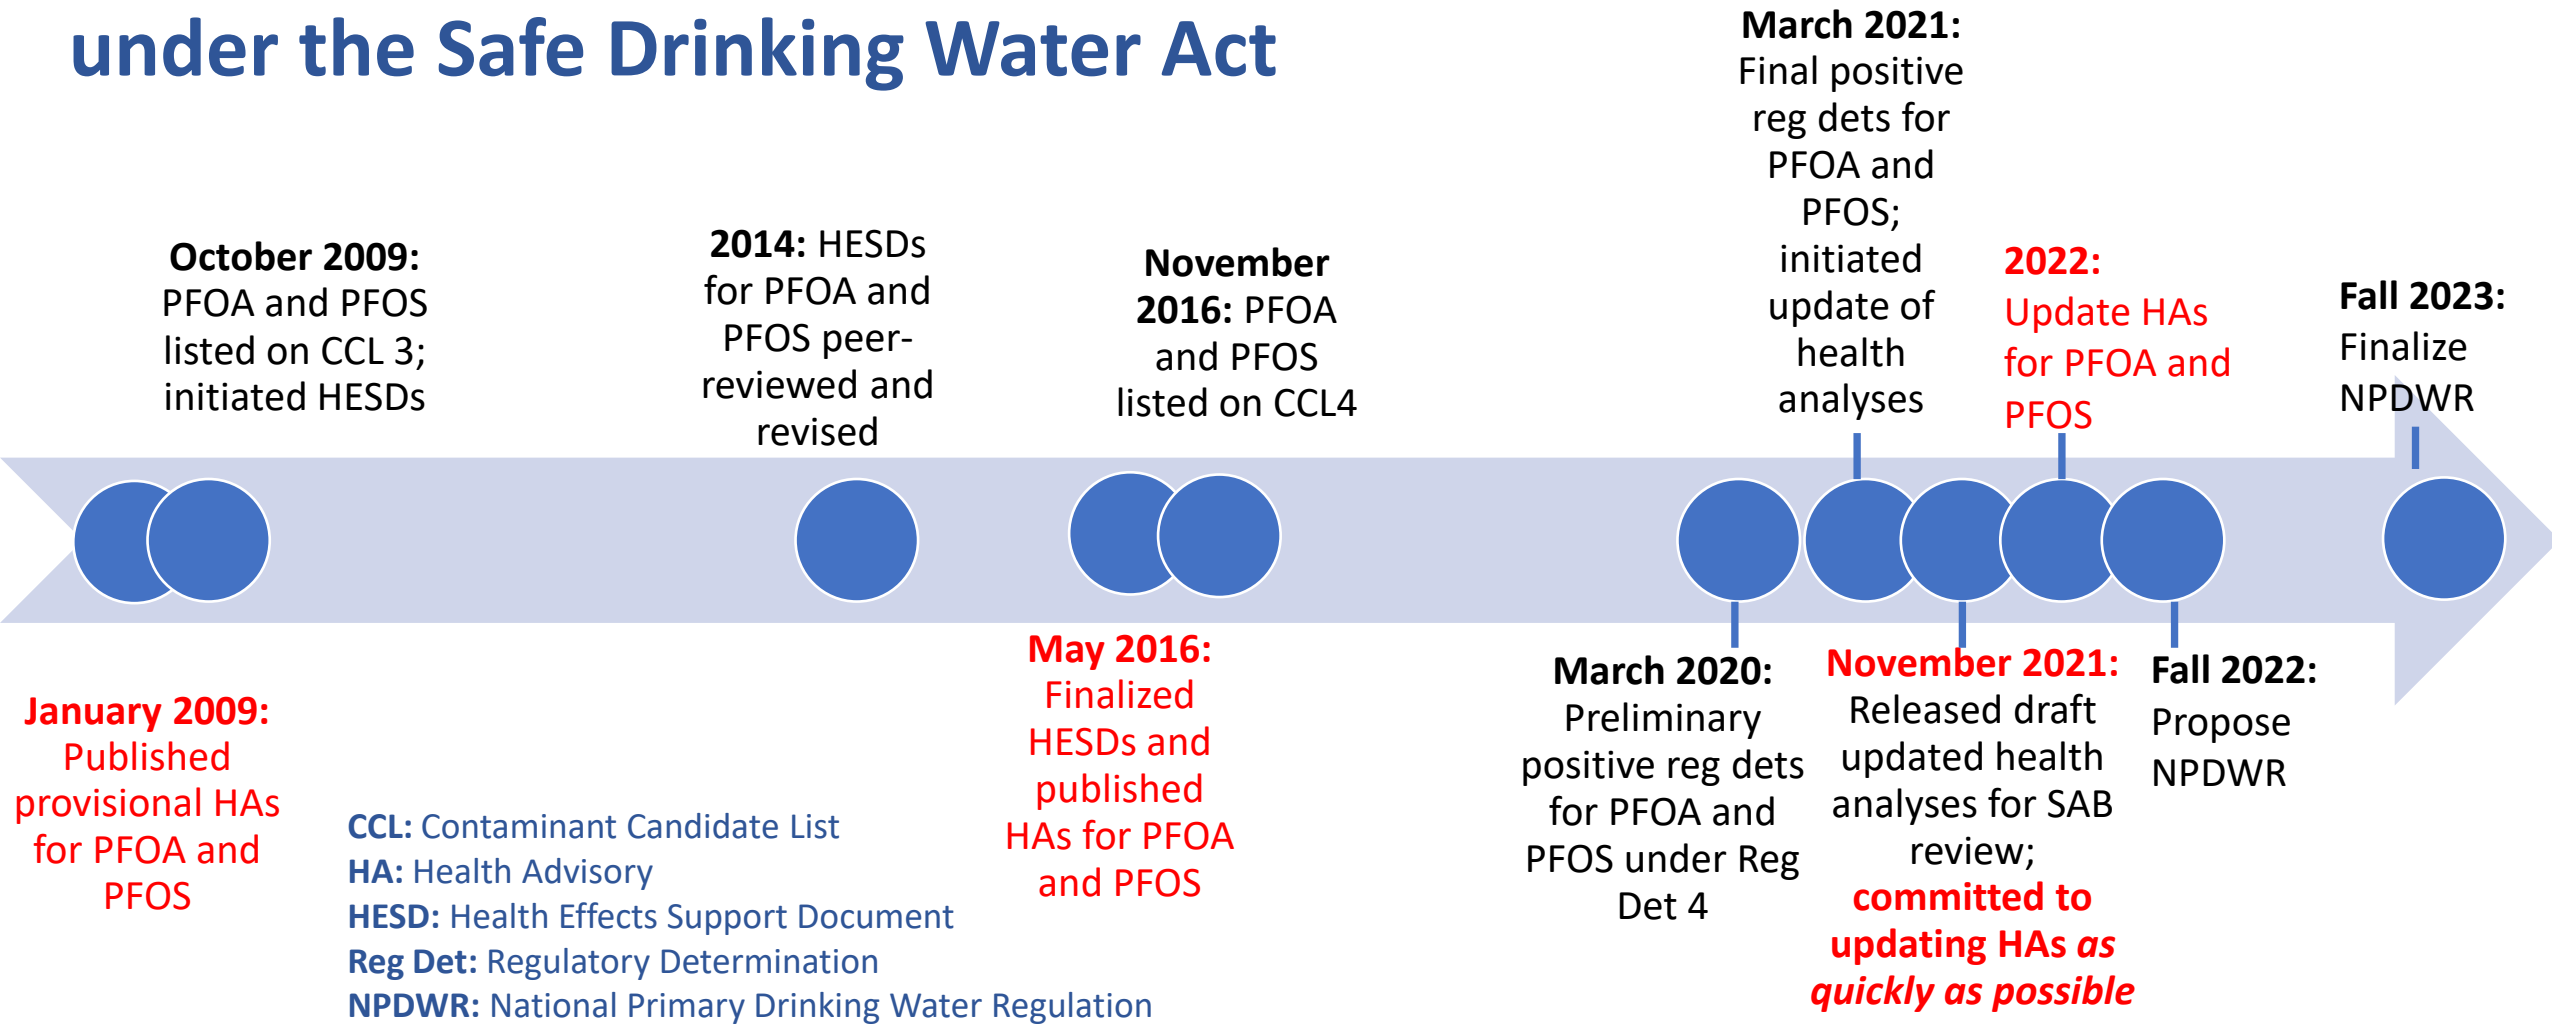 under the Safe Drinking Water Act
October 2009:
PFOA and PFOS
listed on CCL 3;
initiated HESDs
2014: HESDs
for PFOA and
PFOS peer-
reviewed and
revised
November
2016: PFOA
and PFOS
listed on CCL4
March 2021:
Final positive
reg dets for
PFOA and
PFOS;
initiated
update of
health
analyses
2022:
Update HAs
for PFOA and
PFOS
Fall 2023:
Finalize
NPDWR
January 2009:
Published
provisional HAs
for PFOA and
PFOS
May 2016:
Finalized
HESDs and
published
HAs for PFOA
and PFOS
March 2020:
Preliminary
positive reg dets
for PFOA and
PFOS under Reg
Det 4
November 2021:
Released draft
updated health
analyses for SAB
review;
committed to
updating HAs as
quickly as possible
Fall 2022:
Propose
NPDWR
CCL: Contaminant Candidate List
HA: Health Advisory
HESD: Health Effects Support Document
Reg Det: Regulatory Determination
NPDWR: National Primary Drinking Water Regulation